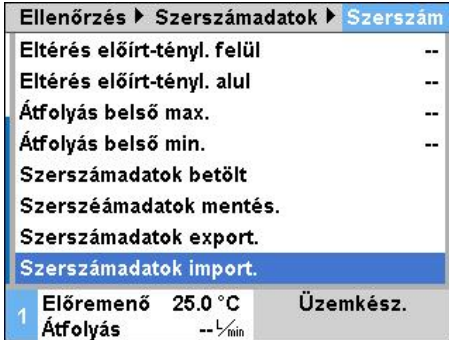 Ellenőrzés ▶ Szerszámadatok ▶ Szerszám
Eltérés előírt-tényl. felül --
Eltérés előírt-tényl. alul --
Átfolyás belső max. --
Átfolyás belső min. --
Szerszámadatok betölt
Szerszéámadatok mentés.
Szerszámadatok export.
Szerszámadatok import.
1 Előremenő 25.0 °C Üzemkész.
Átfolyás -- L/min